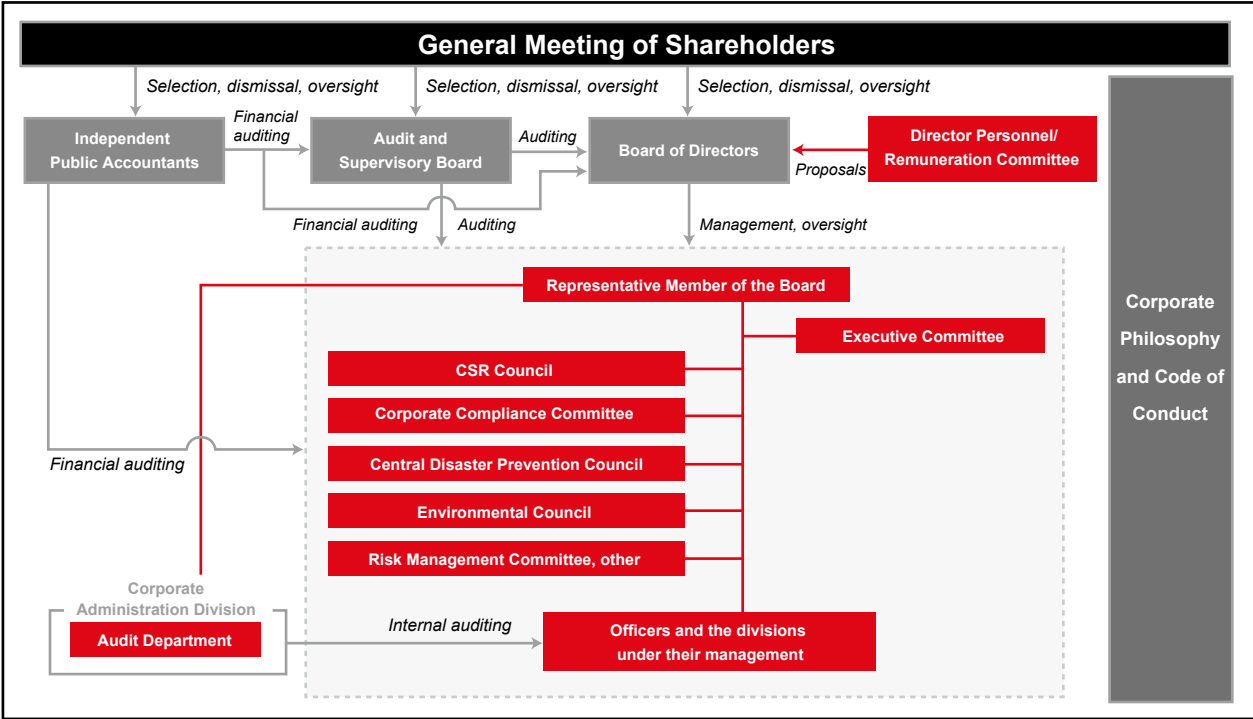 General Meeting of Shareholders
Selection, dismissal, oversight
Selection, dismissal, oversight
Selection, dismissal, oversight
Independent
Public Accountants
Financial
auditing
Audit and
Supervisory Board
Auditing
Board of Directors
Proposals
Director Personnel/
Remuneration Committee
Financial auditing
Auditing
Management, oversight
Representative Member of the Board
Executive Committee
CSR Council
Corporate Compliance Committee
Central Disaster Prevention Council
Environmental Council
Risk Management Committee, other
Financial auditing
Corporate
Administration Division
Audit Department
Internal auditing
Officers and the divisions
under their management
Corporate
Philosophy
and Code of
Conduct